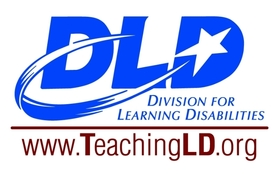 DLD
DIVISION FOR
LEARNING DISABILITIES
www.TeachingLD.org